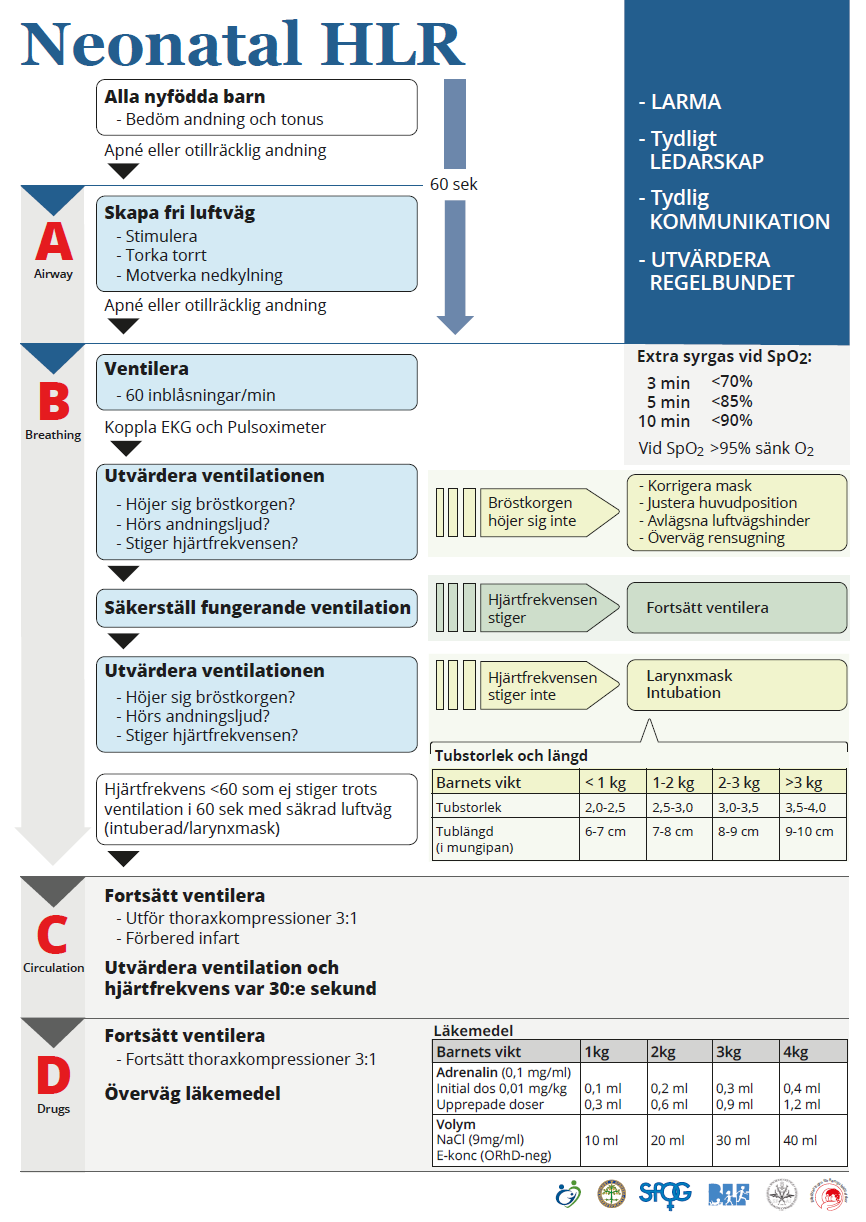 Neonatal HLR
- LARMA
- Tydligt
LEDARSKAP
- Tydlig
KOMMUNIKATION
- UTVÄRDERA
REGELBUNDET
Alla nyfödda barn
- Bedöm andning och tonus
Apné eller otillräcklig andning
60 sek
A
Airway
Skapa fri luftväg
- Stimulera
- Torka torrt
- Motverka nedkylning
Apné eller otillräcklig andning
B
Breathing
Ventilera
- 60 inblåsningar/min
Koppla EKG och Pulsoximeter
Extra syrgas vid SpO2:
3 min <70%
5 min <85%
10 min <90%
Vid SpO2 >95% sänk O2
Utvärdera ventilationen
- Höjer sig bröstkorgen?
- Hörs andningsljud?
- Stiger hjärtfrekvensen?
Bröstkorgen
höjer sig inte
- Korrigera mask
- Justera huvudposition
- Avlägsna luftvägshinder
- Överväg rensugning
Säkerställ fungerande ventilation
Hjärtfrekvensen
stiger
Fortsätt ventilera
Utvärdera ventilationen
- Höjer sig bröstkorgen?
- Hörs andningsljud?
- Stiger hjärtfrekvensen?
Hjärtfrekvensen
stiger inte
Larynxmask
Intubation
Hjärtfrekvens <60 som ej stiger trots
ventilation i 60 sek med säkrad luftväg
(intuberad/larynxmask)
Tubstorlek och längd
Barnets vikt < 1 kg 1-2 kg 2-3 kg >3 kg
Tubstorlek 2,0-2,5 2,5-3,0 3,0-3,5 3,5-4,0
Tublängd 6-7 cm 7-8 cm 8-9 cm 9-10 cm
(i mungipan)
C
Circulation
Fortsätt ventilera
- Utför thoraxkompressioner 3:1
- Förbered infart
Utvärdera ventilation och
hjärtfrekvens var 30:e sekund
D
Drugs
Fortsätt ventilera
- Fortsätt thoraxkompressioner 3:1
Överväg läkemedel
Läkemedel
Barnets vikt 1kg 2kg 3kg 4kg
Adrenalin (0,1 mg/ml)
Initial dos 0,01 mg/kg 0,1 ml 0,2 ml 0,3 ml 0,4 ml
Upprepade doser 0,3 ml 0,6 ml 0,9 ml 1,2 ml
Volym
NaCl (9mg/ml) 10 ml 20 ml 30 ml 40 ml
E-konc (ORhD-neg)
SFOG